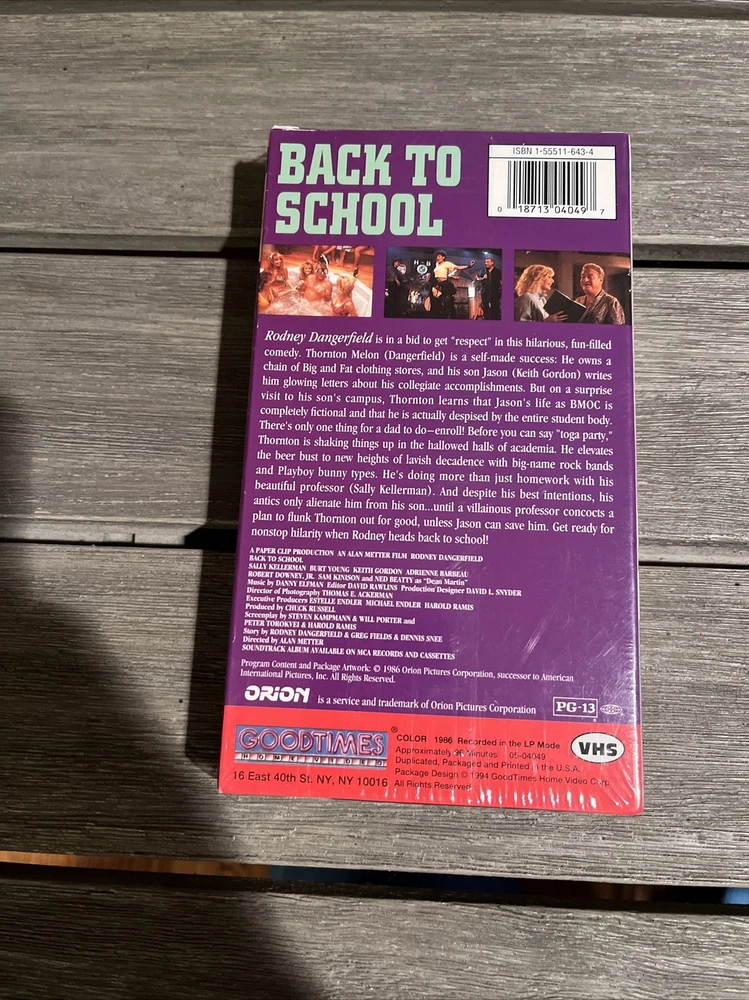 BACK TO
SCHOOL
ISBN 1-55511-643-4
0 18713 04049 7
Rodney Dangerfield is in a bid to get "respect" in this hilarious, fun-filled
comedy. Thornton Melon (Dangerfield) is a self-made success: He owns a
chain of Big and Fat clothing stores, and his son Jason (Keith Gordon) writes
him glowing letters about his collegiate accomplishments. But on a surprise
visit to his son's campus, Thornton learns that Jason's life as BMOC is
completely fictional and that he is actually despised by the entire student body.
There's only one thing for a dad to do—enroll! Before you can say "toga party,"
Thornton is shaking things up in the hallowed halls of academia. He elevates
the beer bust to new heights of lavish decadence with big-name rock bands
and Playboy bunny types. He's doing more than just homework with his
beautiful professor (Sally Kellerman). And despite his best intentions, his
antics only alienate him from his son...until a villainous professor concocts a
plan to flunk Thornton out for good, unless Jason can save him. Get ready for
nonstop hilarity when Rodney heads back to school!
A PAPER CLIP PRODUCTION AN ALAN METTER FILM RODNEY DANGERFIELD
BACK TO SCHOOL
SALLY KELLERMAN BURT YOUNG KEITH GORDON ADRIENNE BARBEAU
ROBERT DOWNEY, JR. SAM KINISON and NED BEATTY as "Dean Martin"
Music by DANNY ELFMAN Editor DAVID RAWLINS Production Designer DAVID L. SNYDER
Director of Photography THOMAS E. ACKERMAN
Executive Producers ESTELLE ENDLER MICHAEL ENDLER HAROLD RAMIS
Produced by CHUCK RUSSELL
Screenplay by STEVEN KAMPMANN & WILL PORTER and
PETER TOROKVEI & HAROLD RAMIS
Story by RODNEY DANGERFIELD & GREG FIELDS & DENNIS SNEE
Directed by ALAN METTER
SOUNDTRACK ALBUM AVAILABLE ON MCA RECORDS AND CASSETTES
Program Content and Package Artwork: © 1986 Orion Pictures Corporation, successor to American
International Pictures, Inc. All Rights Reserved.
ORION is a service and trademark of Orion Pictures Corporation PG-13
GOODTIMES ®
HOME VIDEO
16 East 40th St. NY, NY 10016
COLOR 1986 Recorded in the LP Mode
Approximately 96 Minutes 05-04049
Duplicated, Packaged and Printed in the U.S.A.
Package Design © 1994 GoodTimes Home Video Corp.
All Rights Reserved
VHS